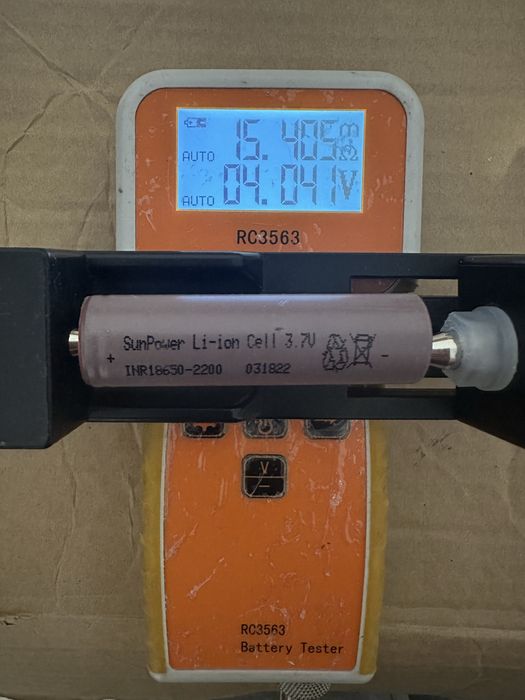 AUTO 15.405 mΩ
AUTO 04.041V
RC3563
SunPower Li-ion Cell 3.7V
+ INR18650-2200 031822 -
V
RC3563
Battery Tester